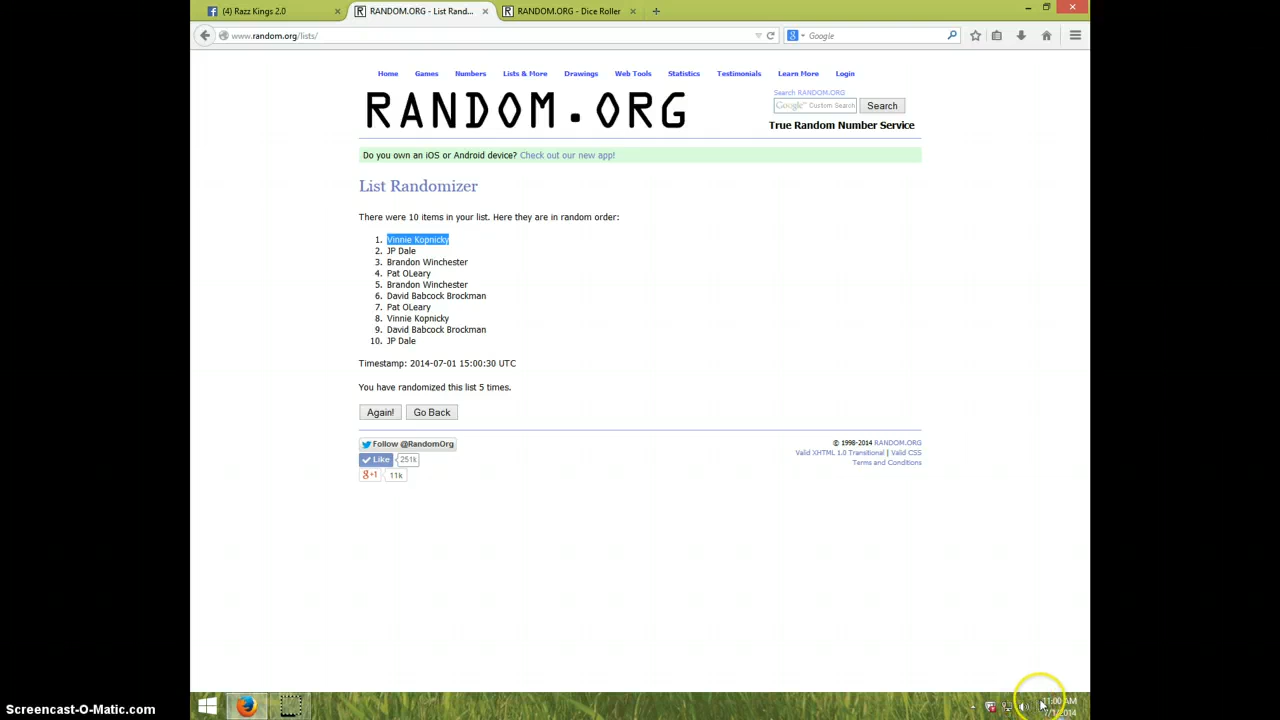 (4) Razz Kings 2.0
RANDOM.ORG - List Rand...
RANDOM.ORG - Dice Roller
www.random.org/lists/
Google
Home Games Numbers Lists & More Drawings Web Tools Statistics Testimonials Learn More Login
RANDOM.ORG
Search RANDOM.ORG
Google™ Custom Search Search
True Random Number Service
Do you own an iOS or Android device? Check out our new app!
List Randomizer
There were 10 items in your list. Here they are in random order:
1. Vinnie Kopnicky
2. JP Dale
3. Brandon Winchester
4. Pat OLeary
5. Brandon Winchester
6. David Babcock Brockman
7. Pat OLeary
8. Vinnie Kopnicky
9. David Babcock Brockman
10. JP Dale
Timestamp: 2014-07-01 15:00:30 UTC
You have randomized this list 5 times.
Again! Go Back
Follow @RandomOrg
Like 251k
g+1 11k
© 1998-2014 RANDOM.ORG
Valid XHTML 1.0 Transitional | Valid CSS
Terms and Conditions
11:00 AM
7/1/2014
Screencast-O-Matic.com